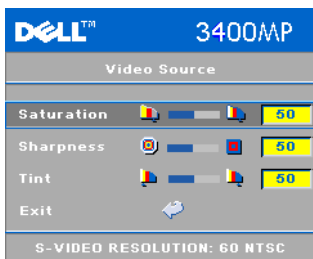 DELL™ 3400MP
Video Source
Saturation 50
Sharpness 50
Tint 50
Exit
S-VIDEO RESOLUTION: 60 NTSC